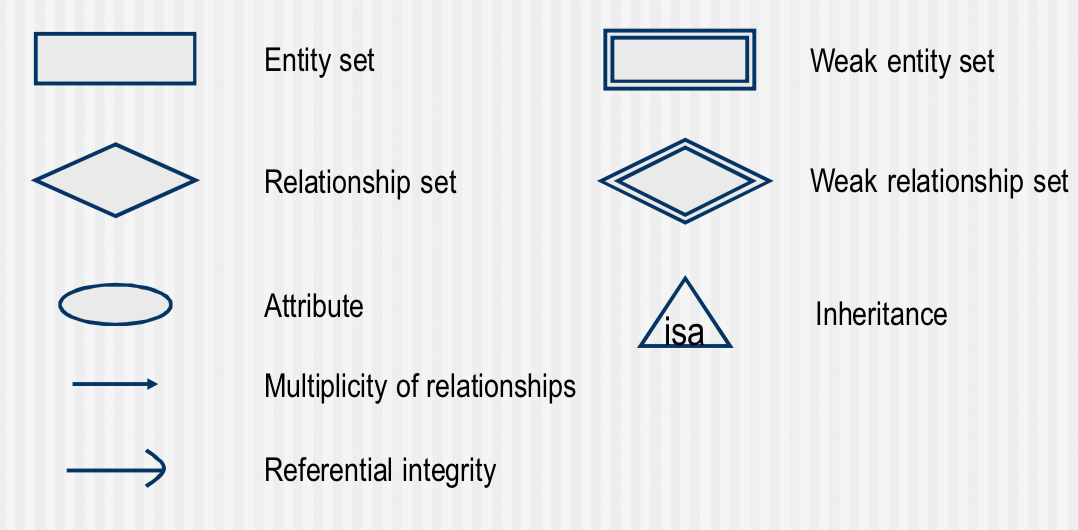 Entity set
Weak entity set
Relationship set
Weak relationship set
Attribute
isa
Inheritance
Multiplicity of relationships
Referential integrity